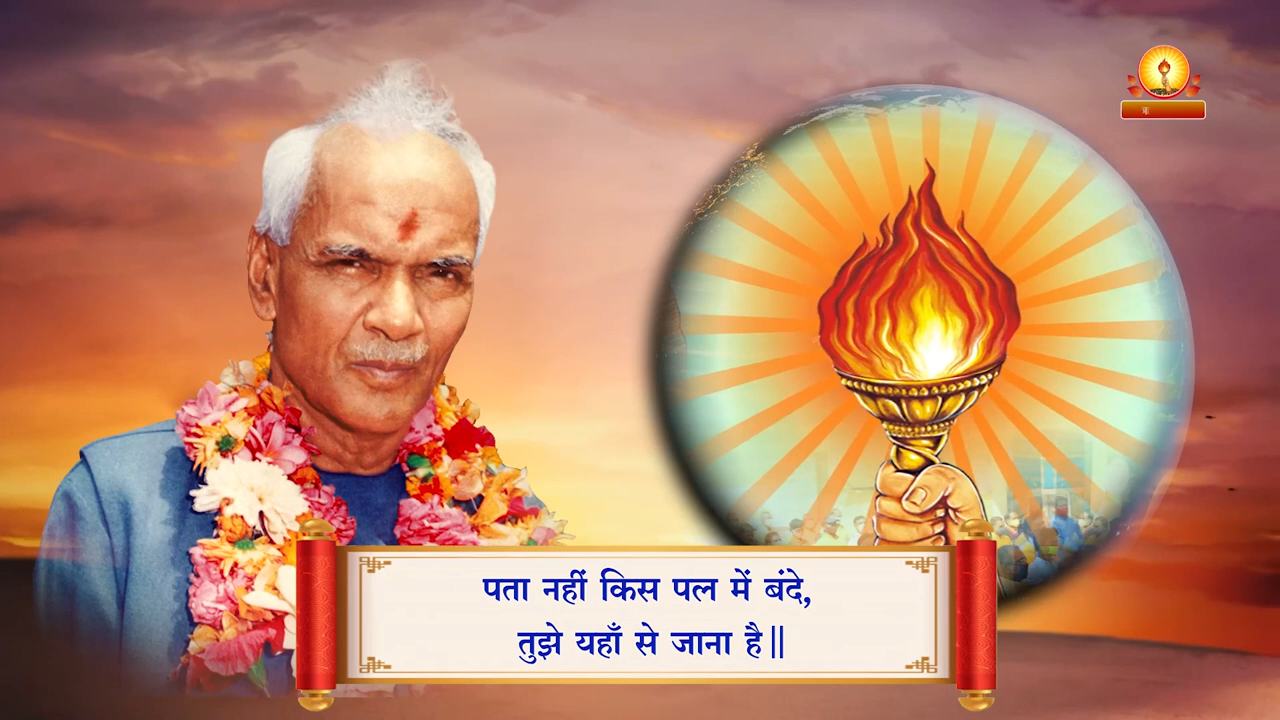 पता नहीं किस पल में बंदे,
तुझे यहाँ से जाना है||